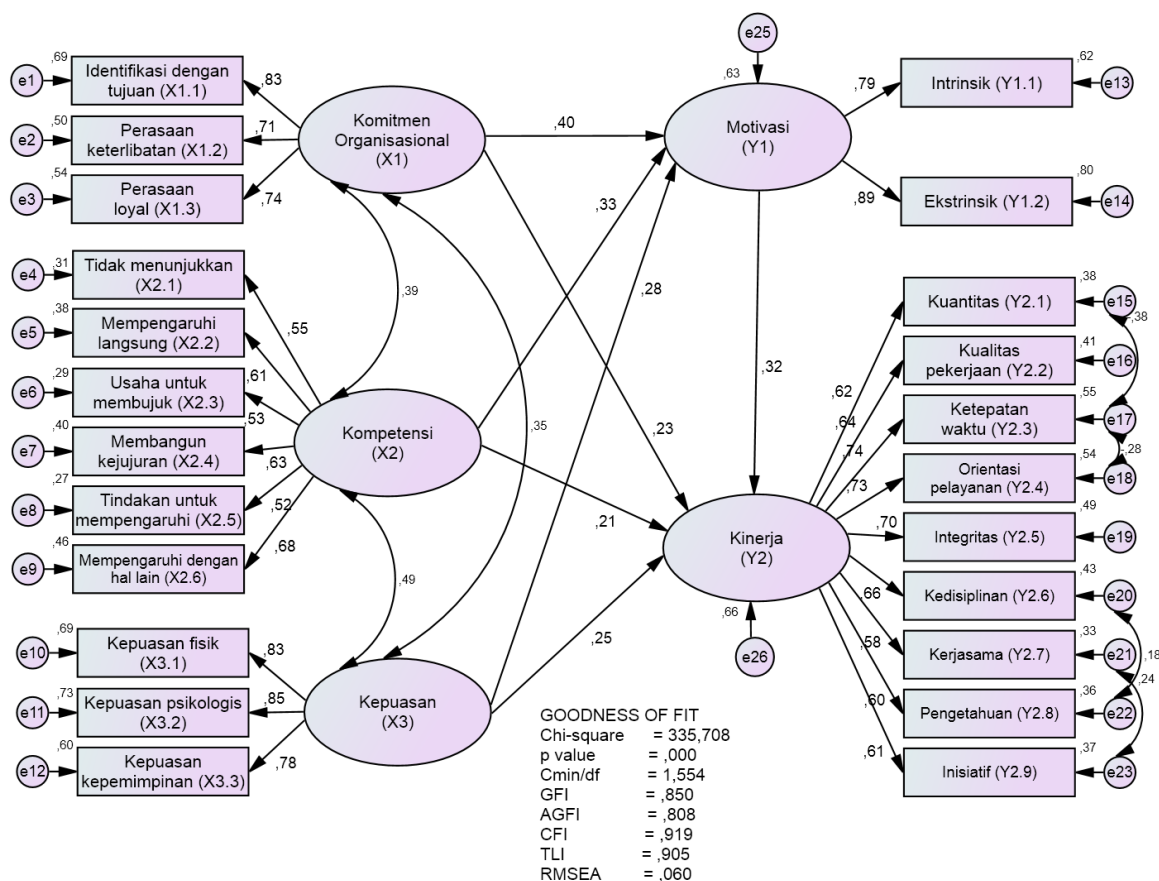 e25
,63
,69
e1
Identifikasi dengan
tujuan (X1.1)
,83
,50
e2
Perasaan
keterlibatan (X1.2)
,71
,54
e3
Perasaan
loyal (X1.3)
,74
Komitmen
Organisasional
(X1)
,40
Motivasi
(Y1)
,79
Intrinsik (Y1.1)
,62
e13
,89
Ekstrinsik (Y1.2)
,80
e14
,33
,28
,39
,35
,32
,23
,31
e4
Tidak menunjukkan
(X2.1)
,55
,38
e5
Mempengaruhi
langsung (X2.2)
,61
,29
e6
Usaha untuk
membujuk (X2.3)
,53
,40
e7
Membangun
kejujuran (X2.4)
,63
,27
e8
Tindakan untuk
mempengaruhi (X2.5)
,52
,46
e9
Mempengaruhi dengan
hal lain (X2.6)
,68
Kompetensi
(X2)
,21
,49
,25
Kinerja
(Y2)
,66
e26
,62
Kuantitas (Y2.1)
,38
e15
-,38
,64
Kualitas
pekerjaan (Y2.2)
,41
e16
,74
Ketepatan
waktu (Y2.3)
,55
e17
-,28
,73
Orientasi
pelayanan (Y2.4)
,54
e18
,70
Integritas (Y2.5)
,49
e19
,66
Kedisiplinan (Y2.6)
,43
e20
,18
,58
Kerjasama (Y2.7)
,33
e21
,24
,60
Pengetahuan (Y2.8)
,36
e22
,61
Inisiatif (Y2.9)
,37
e23
,69
e10
Kepuasan fisik
(X3.1)
,83
,73
e11
Kepuasan psikologis
(X3.2)
,85
,60
e12
Kepuasan
kepemimpinan (X3.3)
,78
Kepuasan
(X3)
GOODNESS OF FIT
Chi-square = 335,708
p value = ,000
Cmin/df = 1,554
GFI = ,850
AGFI = ,808
CFI = ,919
TLI = ,905
RMSEA = ,060